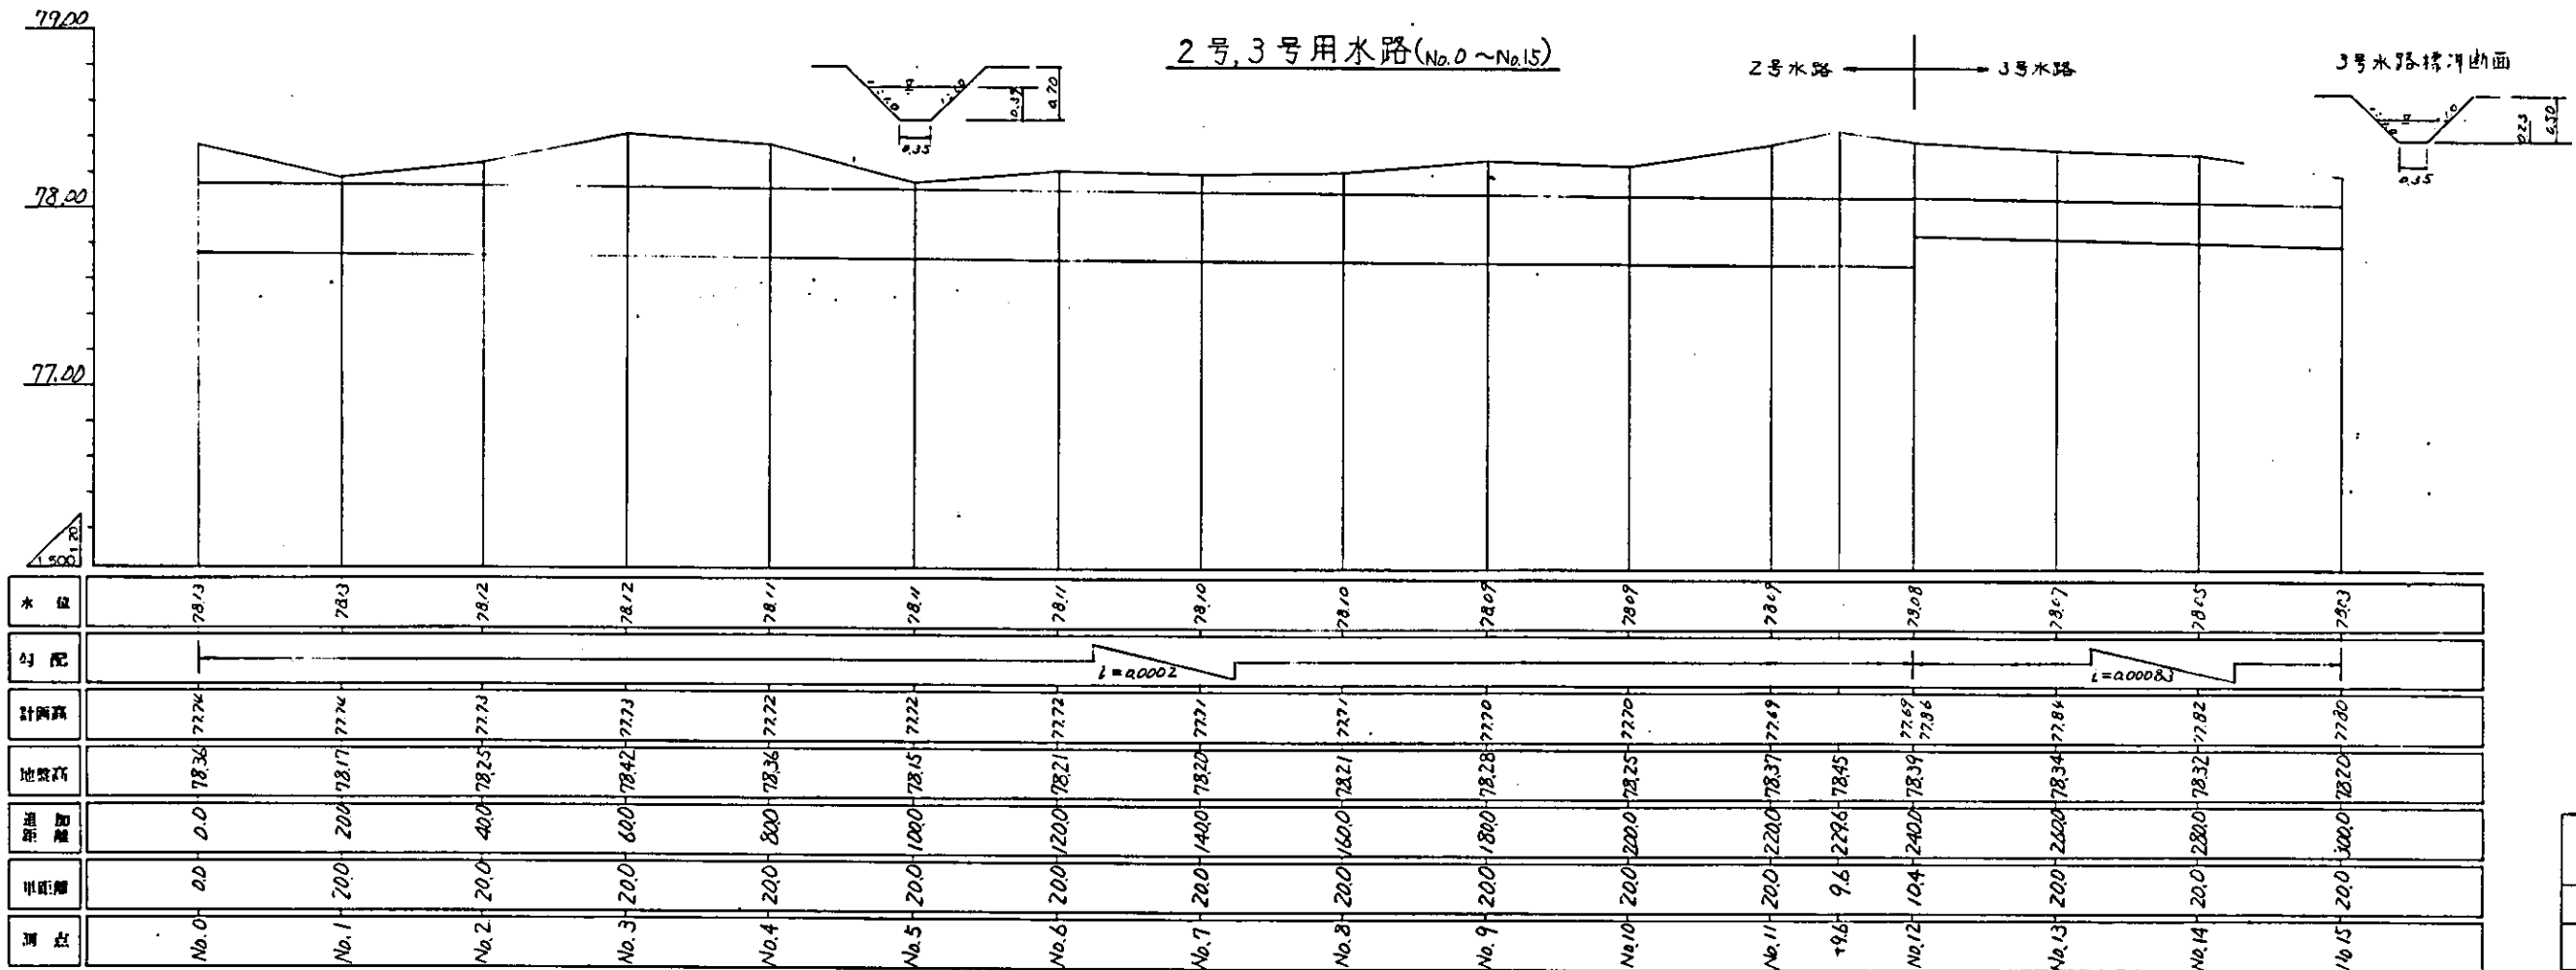 2号,3号用水路(No.0～No.15)
79.00
78.00
77.00
1:500
1:20
1:1.0
0.35
0.39
0.70
2号水路
3号水路
3号水路標準断面
1:1.0
0.35
0.23
0.50
水位 78.13 78.13 78.12 78.12 78.11 78.11 78.11 78.10 78.10 78.09 78.09 78.09 78.08 78.07 78.05 78.03
勾配 i=0.0002 i=0.00083
計画高 77.74 77.74 77.73 77.73 77.72 77.72 77.72 77.71 77.71 77.70 77.70 77.69 77.69 77.86 77.84 77.82 77.80
地盤高 78.36 78.17 78.25 78.42 78.36 78.15 78.21 78.20 78.21 78.28 78.25 78.37 78.45 78.39 78.34 78.32 78.20
追加距離 0.0 20.0 40.0 60.0 80.0 100.0 120.0 140.0 160.0 180.0 200.0 220.0 229.6 240.0 260.0 280.0 300.0
単距離 0.0 20.0 20.0 20.0 20.0 20.0 20.0 20.0 20.0 20.0 20.0 20.0 9.6 10.4 20.0 20.0 20.0
測点 No.0 No.1 No.2 No.3 No.4 No.5 No.6 No.7 No.8 No.9 No.10 No.11 +9.6 No.12 No.13 No.14 No.15